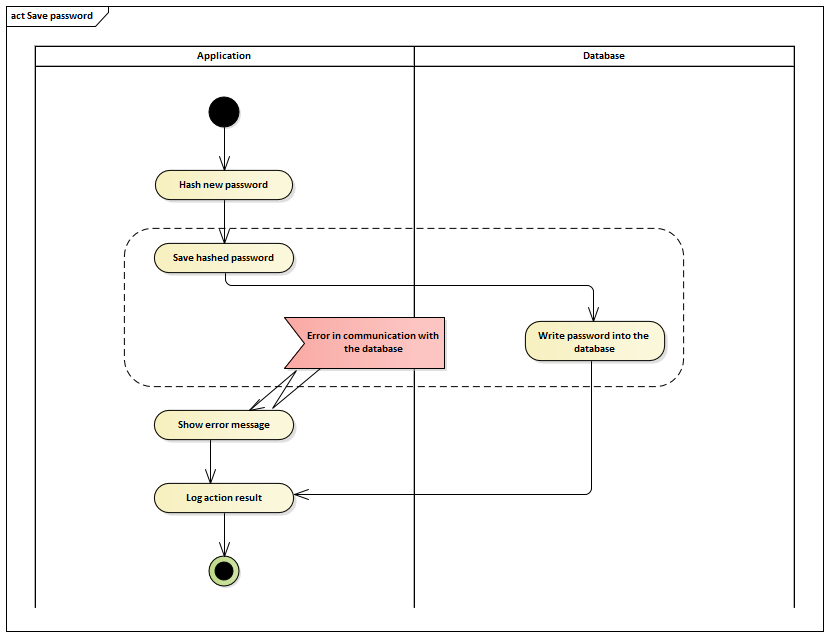 act Save password
Application
Database
Hash new password
Save hashed password
Error in communication with
the database
Write password into the
database
Show error message
Log action result